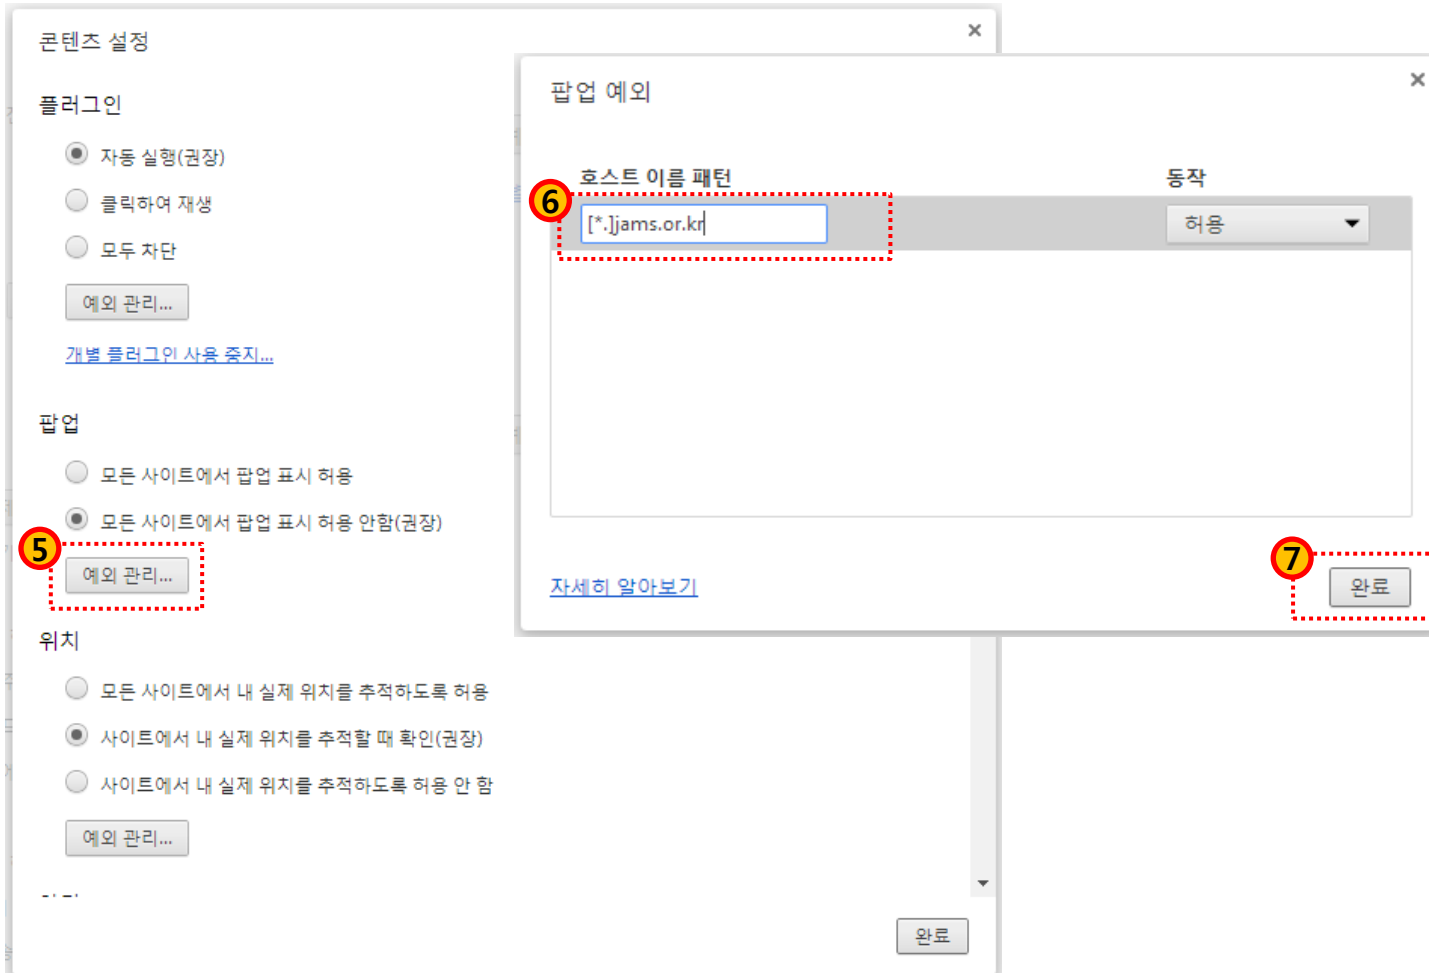 콘텐츠 설정
플러그인
자동 실행(권장)
클릭하여 재생
모두 차단
예외 관리...
개별 플러그인 사용 중지...
팝업
모든 사이트에서 팝업 표시 허용
모든 사이트에서 팝업 표시 허용 안함(권장)
5
예외 관리...
위치
모든 사이트에서 내 실제 위치를 추적하도록 허용
사이트에서 내 실제 위치를 추적할 때 확인(권장)
사이트에서 내 실제 위치를 추적하도록 허용 안 함
예외 관리...
완료
팝업 예외
호스트 이름 패턴 동작
6
[*.]jams.or.kr 허용
7
자세히 알아보기 완료